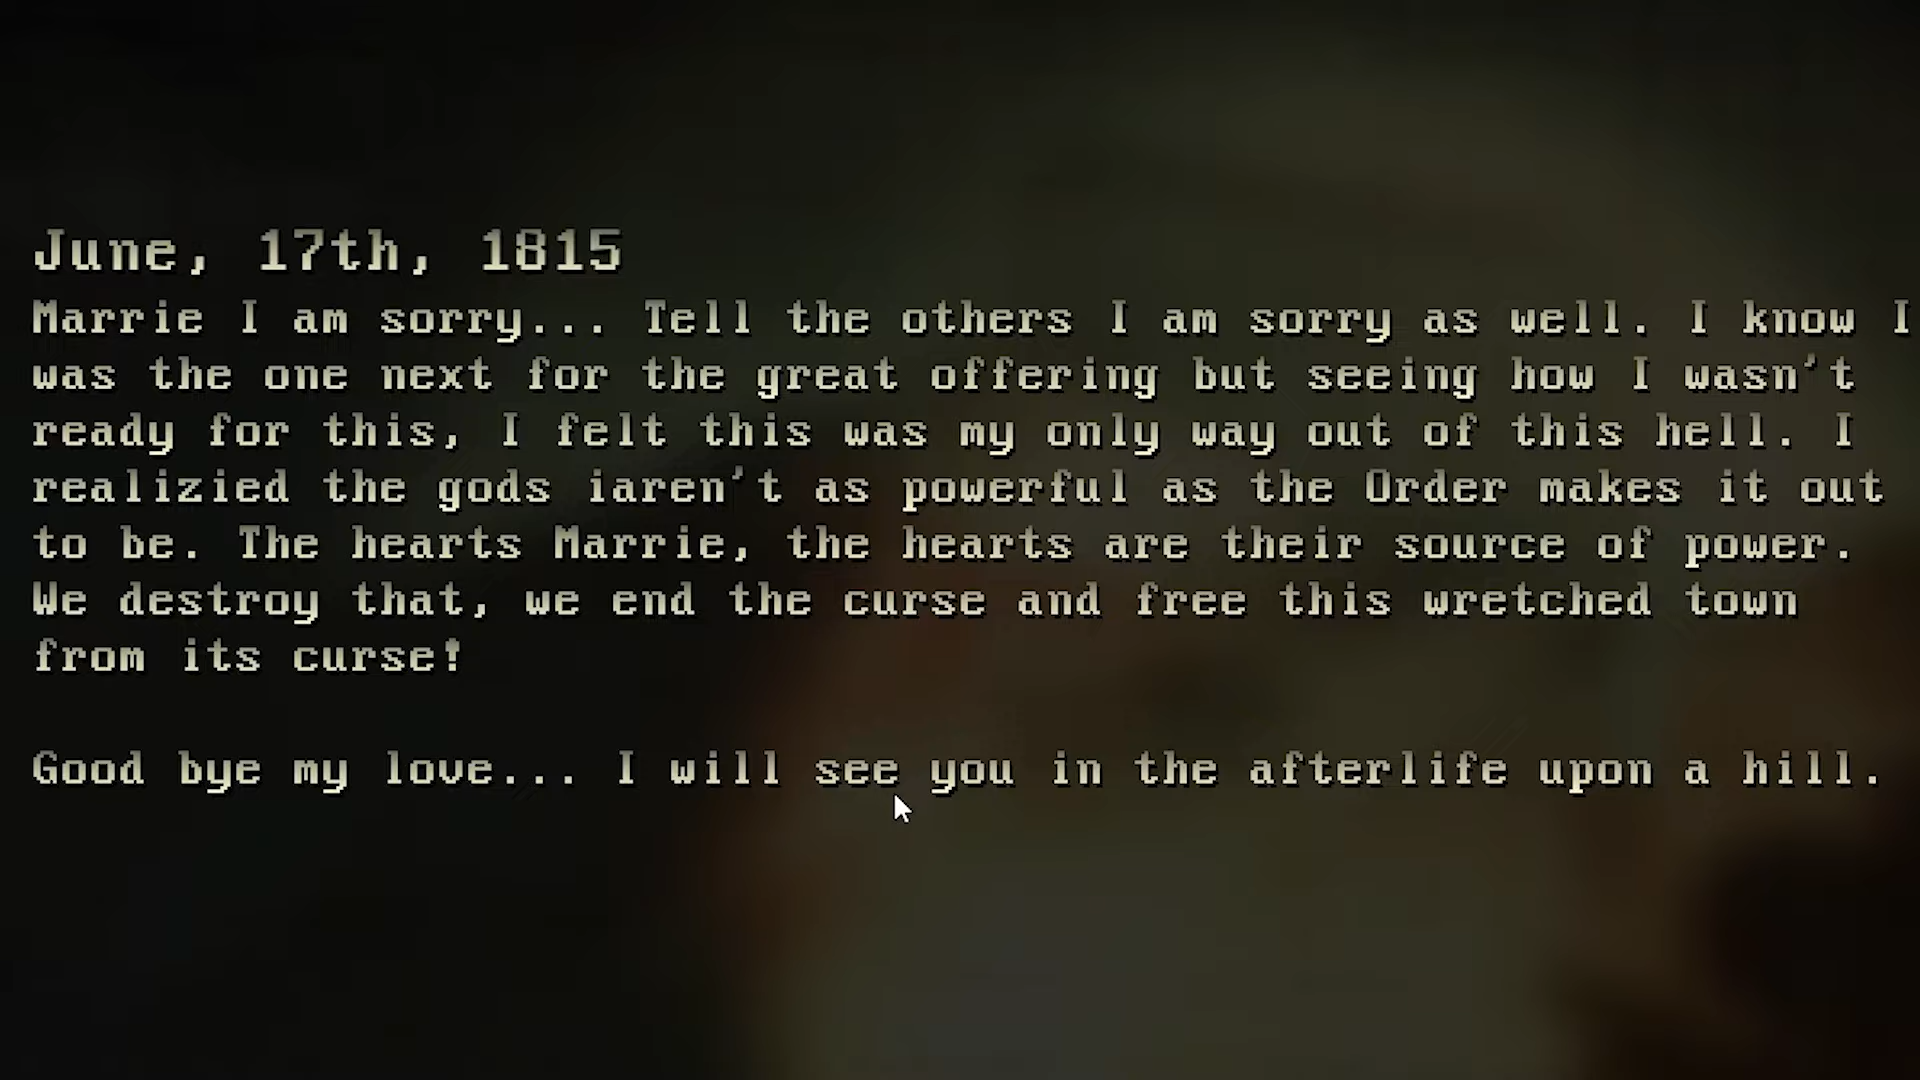 June, 17th, 1815
Marrie I am sorry... Tell the others I am sorry as well. I know I
was the one next for the great offering but seeing how I wasn't
ready for this, I felt this was my only way out of this hell. I
realizied the gods iaren't as powerful as the Order makes it out
to be. The hearts Marrie, the hearts are their source of power.
We destroy that, we end the curse and free this wretched town
from its curse!
Good bye my love... I will see you in the afterlife upon a hill.